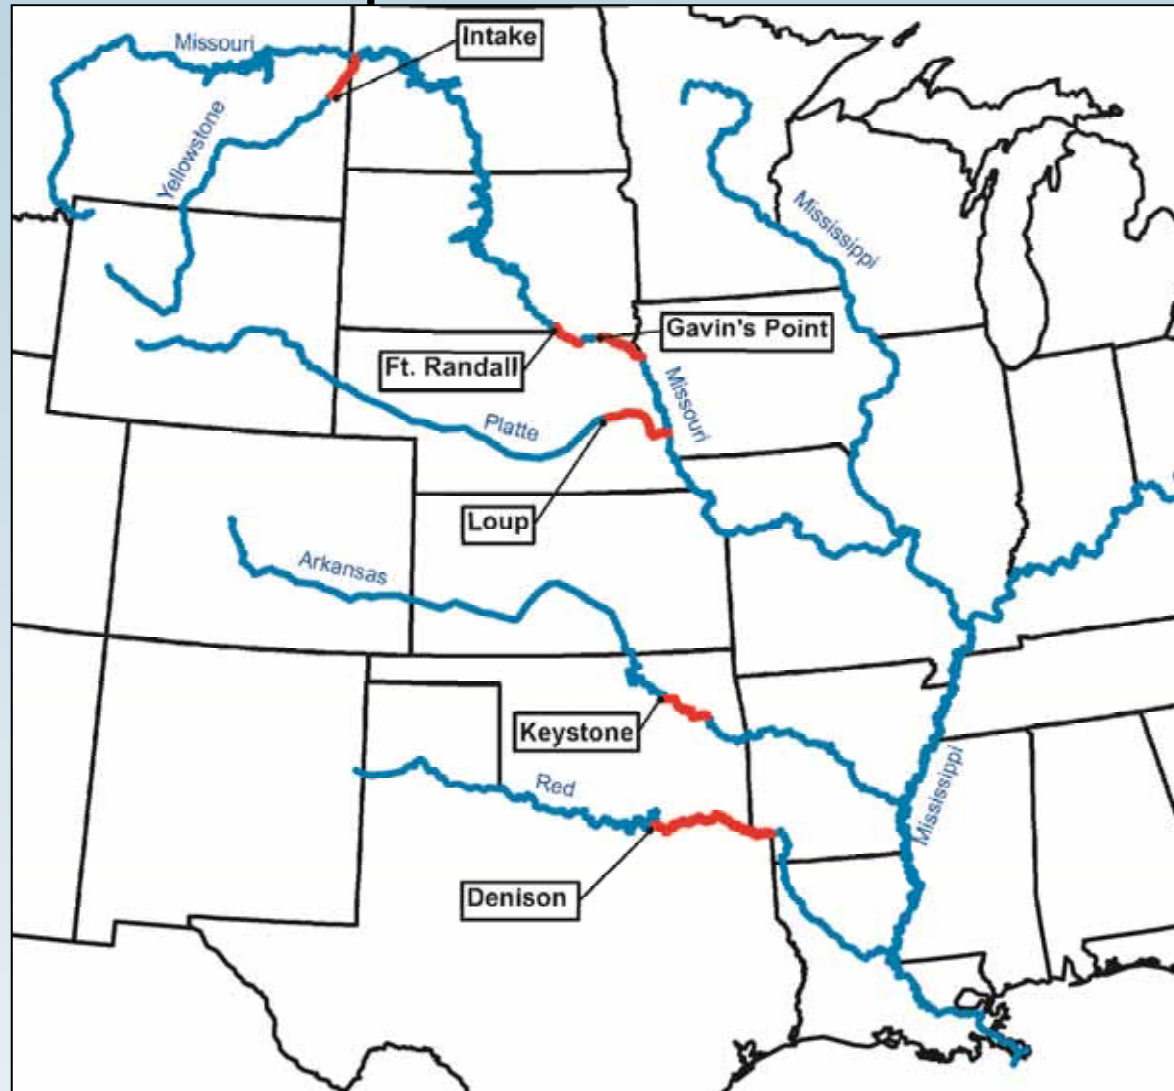 Intake
Missouri
Yellowstone
Mississippi
Gavin's Point
Ft. Randall
Missouri
Platte
Loup
Arkansas
Keystone
Red
Mississippi
Denison